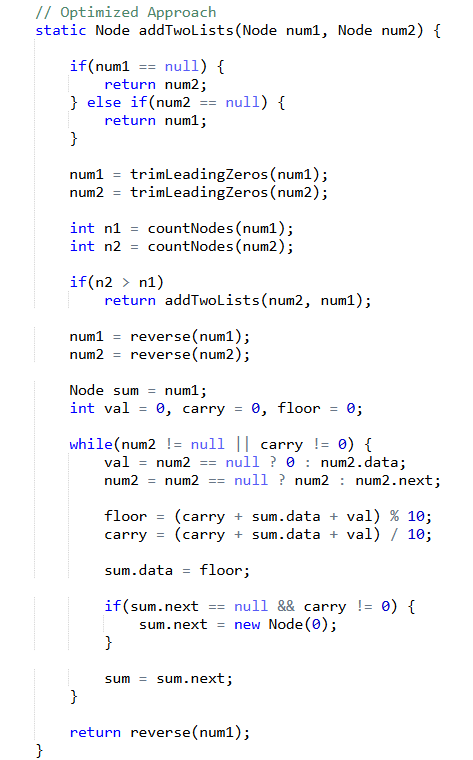 // Optimized Approach
static Node addTwoLists(Node num1, Node num2) {
if(num1 == null) {
return num2;
} else if(num2 == null) {
return num1;
}
num1 = trimLeadingZeros(num1);
num2 = trimLeadingZeros(num2);
int n1 = countNodes(num1);
int n2 = countNodes(num2);
if(n2 > n1)
return addTwoLists(num2, num1);
num1 = reverse(num1);
num2 = reverse(num2);
Node sum = num1;
int val = 0, carry = 0, floor = 0;
while(num2 != null || carry != 0) {
val = num2 == null ? 0 : num2.data;
num2 = num2 == null ? num2 : num2.next;
floor = (carry + sum.data + val) % 10;
carry = (carry + sum.data + val) / 10;
sum.data = floor;
if(sum.next == null && carry != 0) {
sum.next = new Node(0);
}
sum = sum.next;
}
return reverse(num1);
}